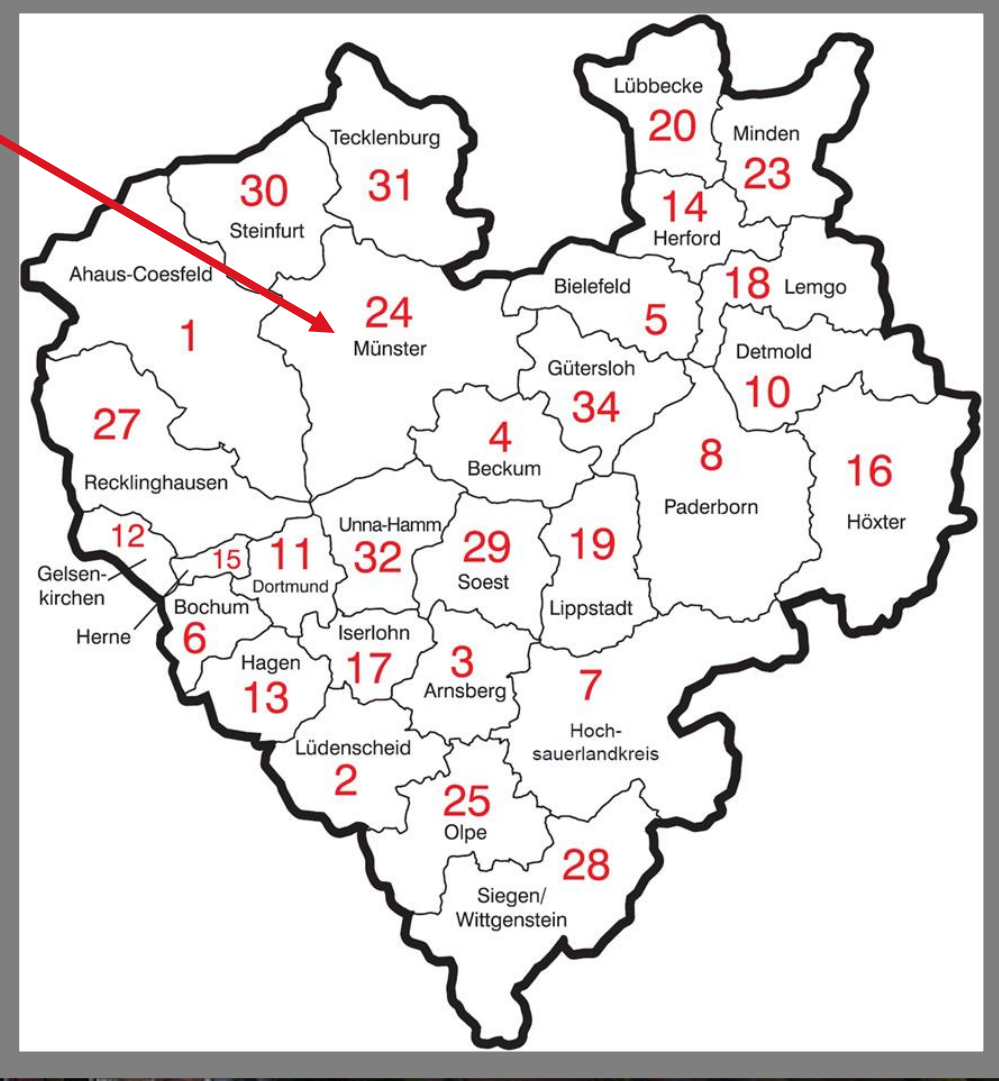 Lübbecke
20
Tecklenburg
31
Minden
23
30
Steinfurt
14
Herford
Ahaus-Coesfeld
1
24
Münster
Bielefeld
5
18 Lemgo
Detmold
10
Gütersloh
34
27
Recklinghausen
4
Beckum
8
Paderborn
16
Höxter
12
Gelsen-
kirchen
15
Herne
11
Dortmund
Unna-Hamm
32
29
Soest
19
Lippstadt
Bochum
6
Hagen
13
Iserlohn
17
3
Arnsberg
7
Hoch-
sauerlandkreis
Lüdenscheid
2
25
Olpe
28
Siegen/
Wittgenstein